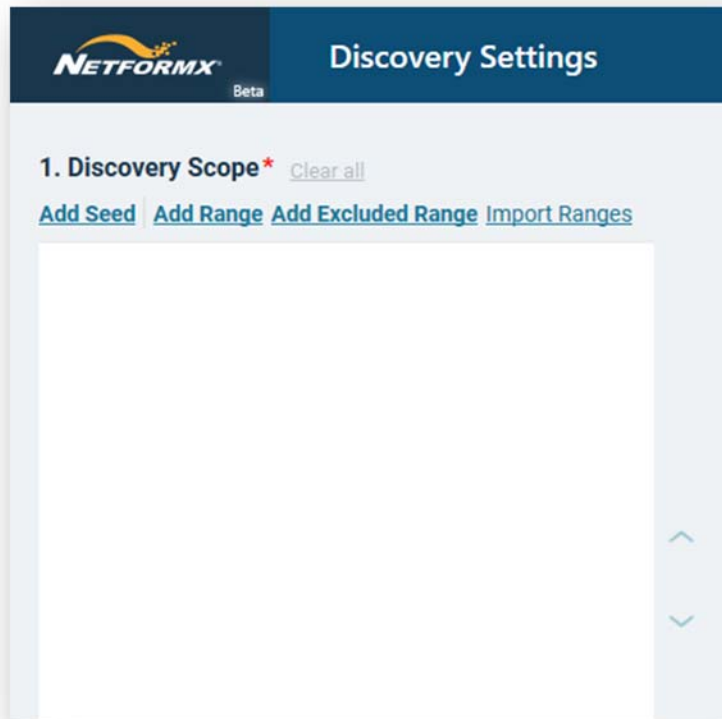 NETFORMX
Beta
Discovery Settings
1. Discovery Scope* Clear all
Add Seed Add Range Add Excluded Range Import Ranges